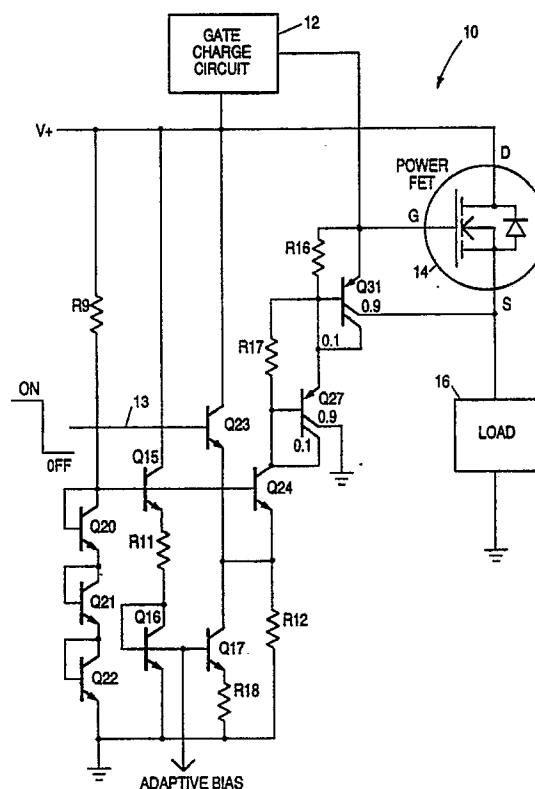 12
GATE
CHARGE
CIRCUIT
10
V+
D
POWER
FET
G
R16
14
Q31
S
R9
0.9
0.1
R17
16
Q27
ON
13
0.9
LOAD
Q23
0.1
OFF
Q15
Q24
Q20
R11
Q21
R12
Q16
Q17
Q22
R18
ADAPTIVE BIAS